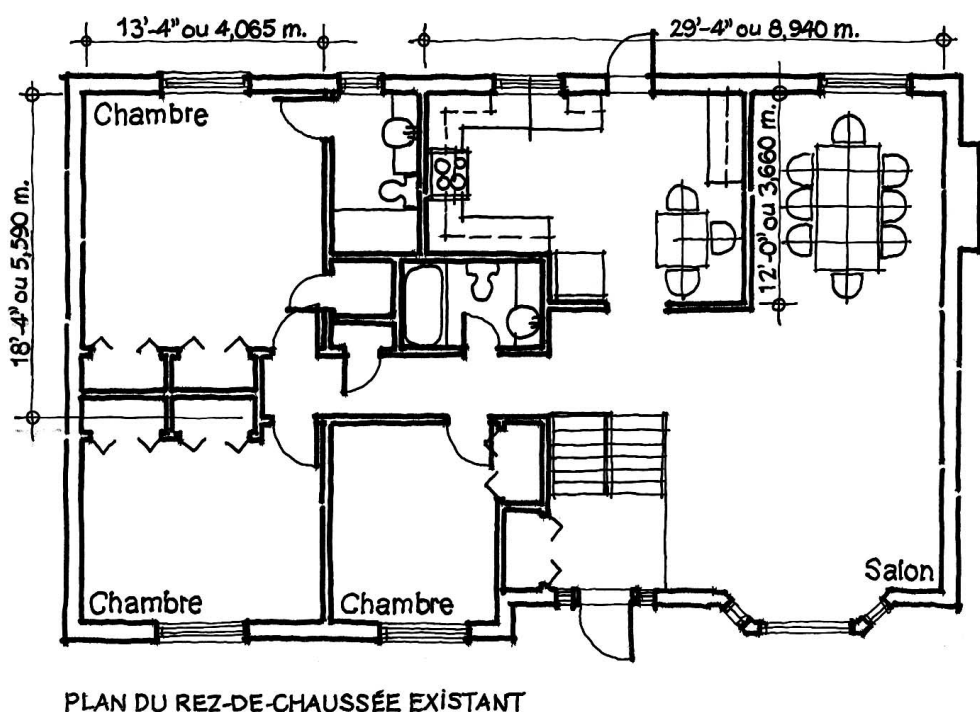 13'-4" ou 4,065 m.
29'-4" ou 8,940 m.
Chambre
18'-4" ou 5,590 m.
12'-0" ou 3,660 m.
Salon
Chambre
Chambre
PLAN DU REZ-DE-CHAUSSÉE EXISTANT